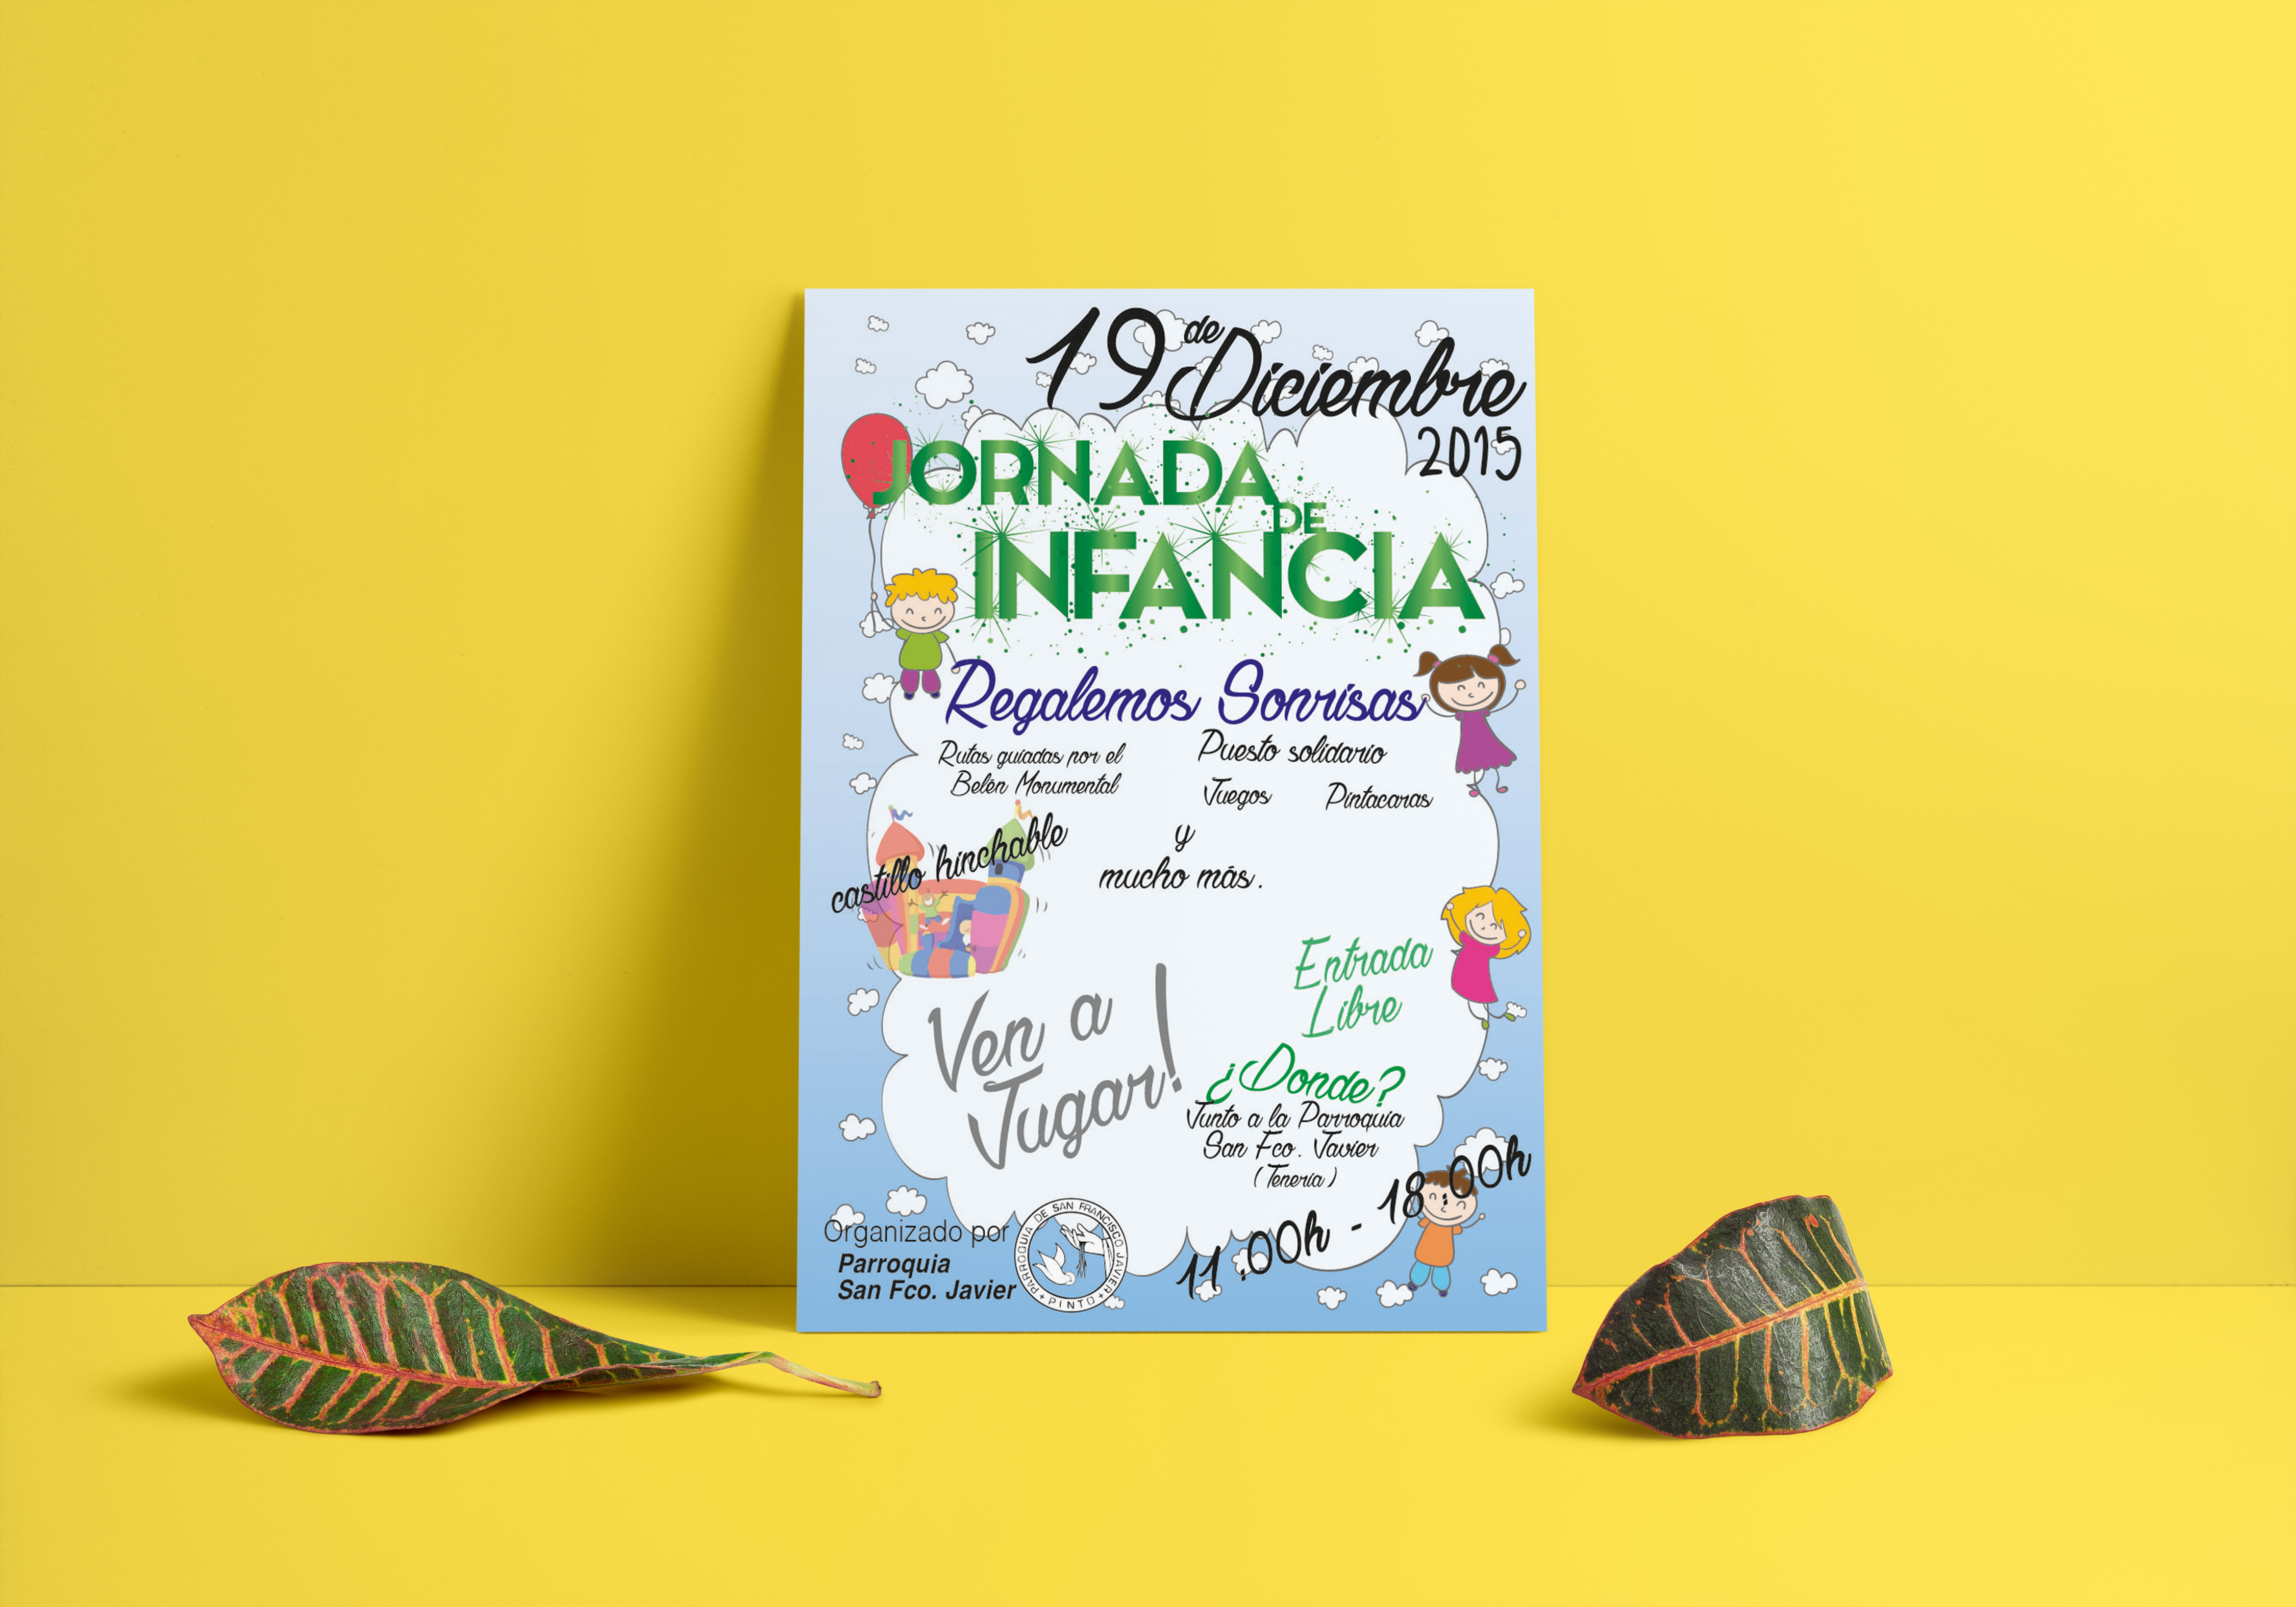 19 de Diciembre
2015
JORNADA
DE
INFANCIA
Regalemos Sonrisas
Rutas guiadas por el
Belén Monumental
Puesto solidario
Juegos
Pintacaras
castillo hinchable
y
mucho más.
Entrada
Libre
Ven a
Jugar!
¿Donde?
Junto a la Parroquia
San Fco. Javier
(Tenería)
11:00h - 18:00h
Organizado por
Parroquia
San Fco. Javier
PARROQUIA DE SAN FRANCISCO JAVIER
+ PINTO +